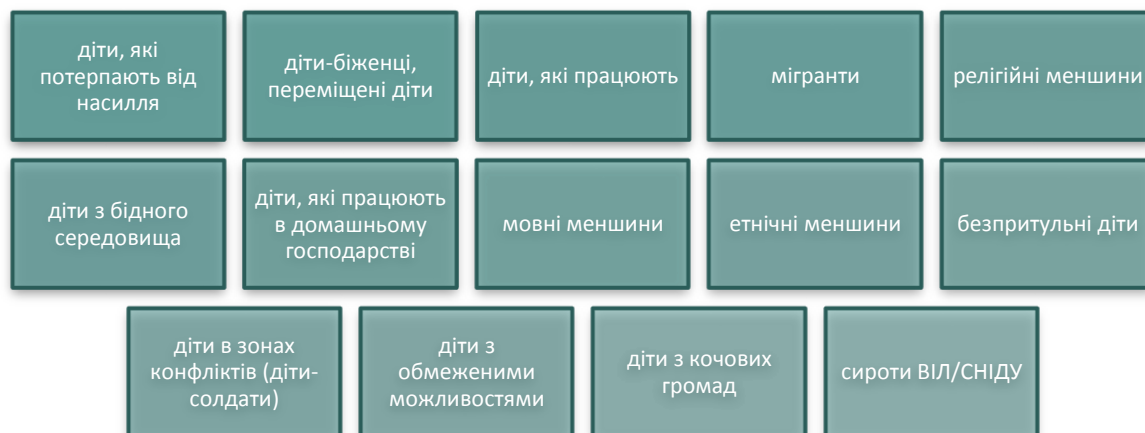 діти, які
потерпають від
насилля
діти-біженці,
переміщені діти
діти, які працюють
мігранти
релігійні меншини
діти з бідного
середовища
діти, які працюють
в домашньому
господарстві
мовні меншини
етнічні меншини
безпритульні діти
діти в зонах
конфліктів (діти-
солдати)
діти з
обмеженими
можливостями
діти з кочових
громад
сироти ВІЛ/СНІДУ